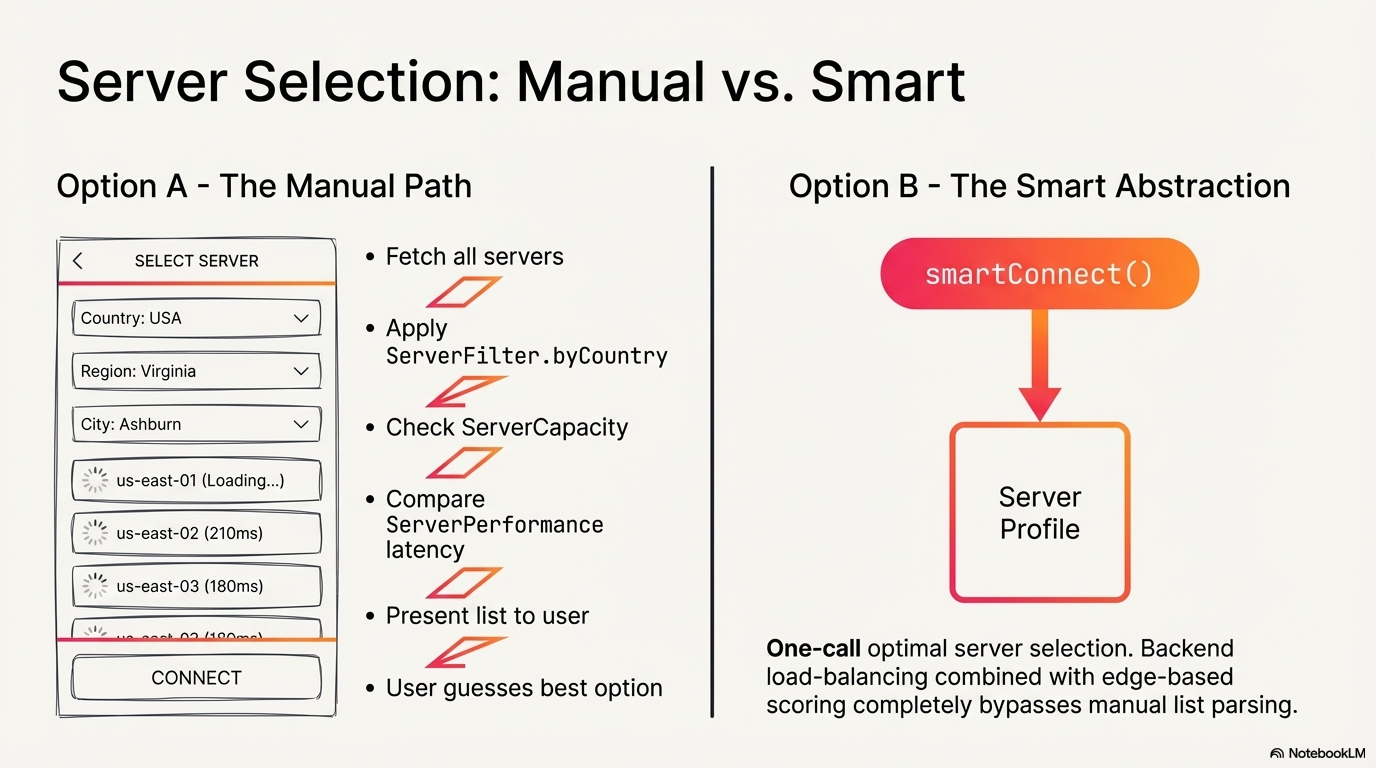 Server Selection: Manual vs. Smart
Option A - The Manual Path
SELECT SERVER
Country: USA
Region: Virginia
City: Ashburn
us-east-01 (Loading...)
us-east-02 (210ms)
us-east-03 (180ms)
CONNECT
• Fetch all servers
• Apply
ServerFilter.byCountry
• Check ServerCapacity
• Compare
ServerPerformance
latency
• Present list to user
• User guesses best option
Option B - The Smart Abstraction
smartConnect()
Server
Profile
One-call optimal server selection. Backend
load-balancing combined with edge-based
scoring completely bypasses manual list parsing.
NotebookLM